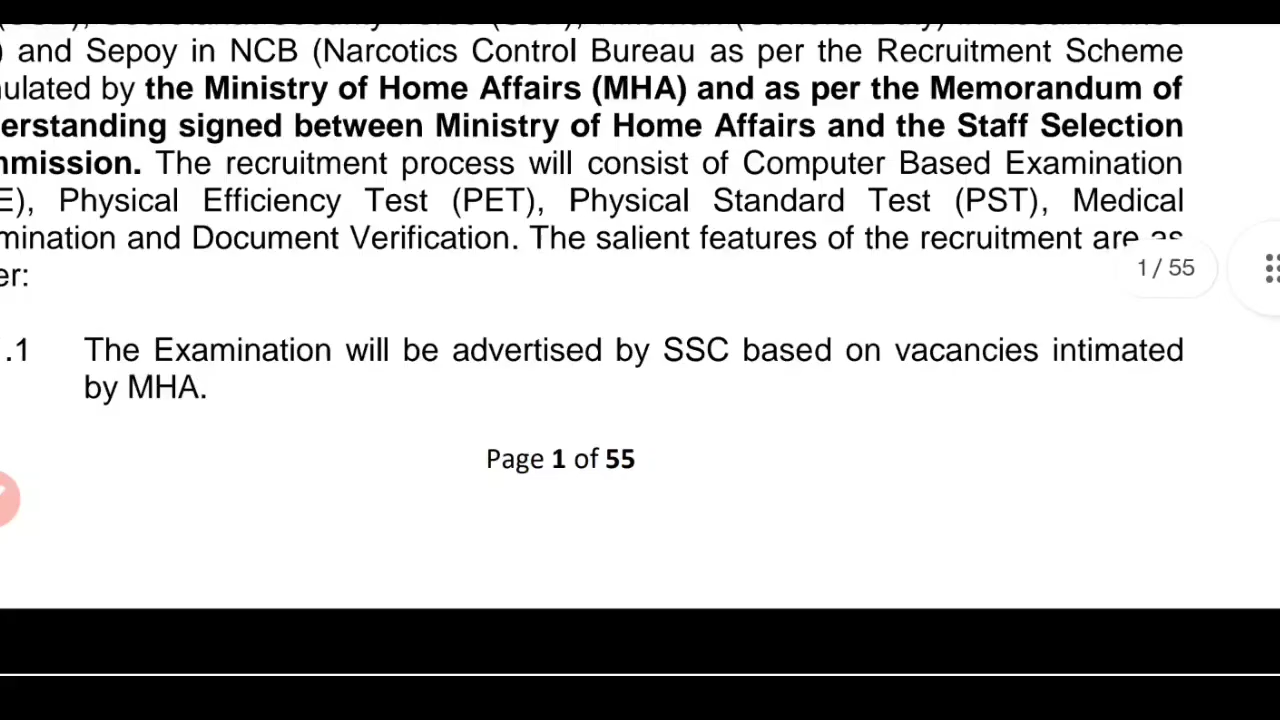 ) and Sepoy in NCB (Narcotics Control Bureau as per the Recruitment Scheme
ulated by the Ministry of Home Affairs (MHA) and as per the Memorandum of
erstanding signed between Ministry of Home Affairs and the Staff Selection
mmission. The recruitment process will consist of Computer Based Examination
E), Physical Efficiency Test (PET), Physical Standard Test (PST), Medical
mination and Document Verification. The salient features of the recruitment are as
er:
1 / 55
.1 The Examination will be advertised by SSC based on vacancies intimated
by MHA.
Page 1 of 55